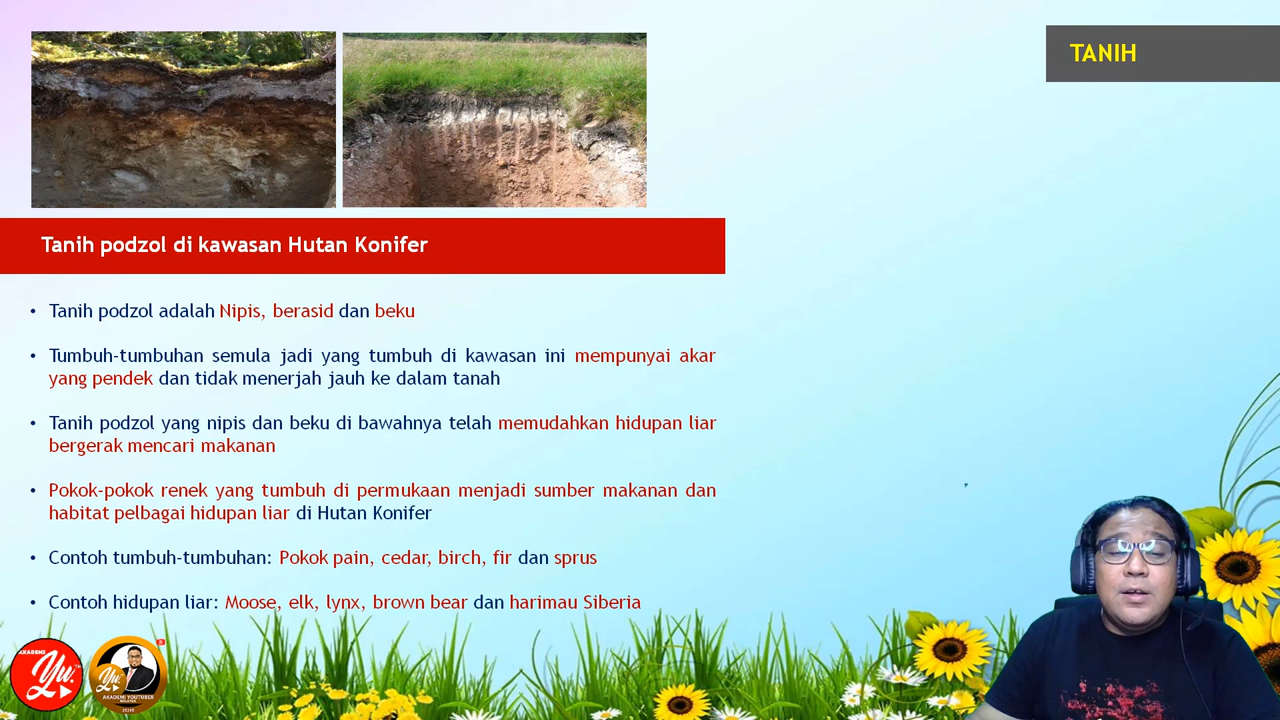 TANIH
Tanih podzol di kawasan Hutan Konifer
• Tanih podzol adalah Nipis, berasid dan beku
• Tumbuh-tumbuhan semula jadi yang tumbuh di kawasan ini mempunyai akar
yang pendek dan tidak menerjah jauh ke dalam tanah
• Tanih podzol yang nipis dan beku di bawahnya telah memudahkan hidupan liar
bergerak mencari makanan
• Pokok-pokok renek yang tumbuh di permukaan menjadi sumber makanan dan
habitat pelbagai hidupan liar di Hutan Konifer
• Contoh tumbuh-tumbuhan: Pokok pain, cedar, birch, fir dan sprus
• Contoh hidupan liar: Moose, elk, lynx, brown bear dan harimau Siberia
AKADEMI
Yu
AKADEMI YOUTUBER